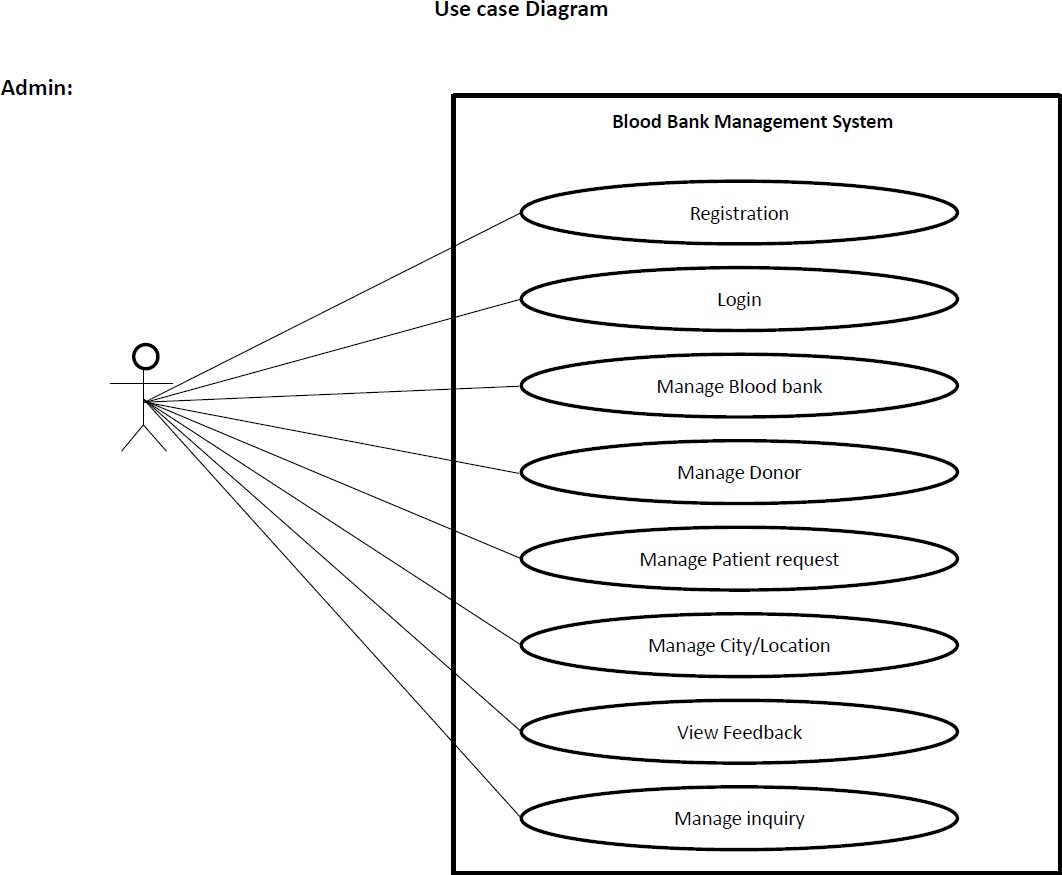 Use case Diagram
Admin:
Blood Bank Management System
Registration
Login
Manage Blood bank
Manage Donor
Manage Patient request
Manage City/Location
View Feedback
Manage inquiry